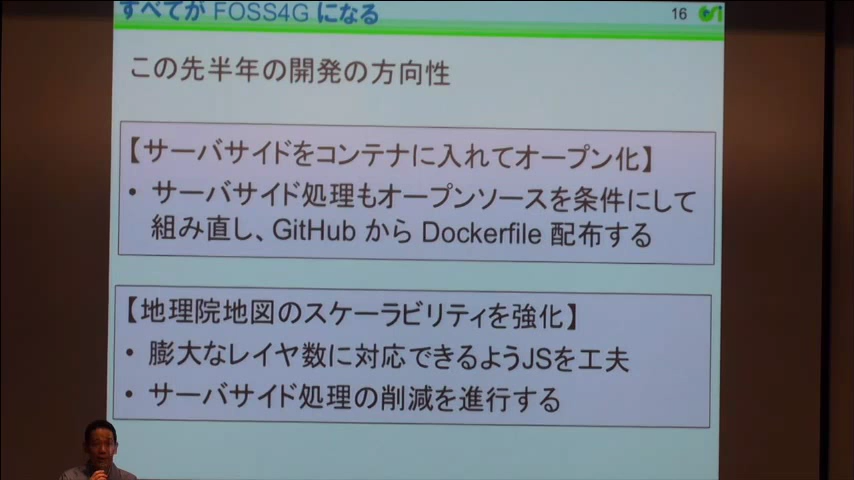 すべてが FOSS4G になる
16
この先半年の開発の方向性
【サーバサイドをコンテナに入れてオープン化】
• サーバサイド処理もオープンソースを条件にして
組み直し、GitHub から Dockerfile 配布する
【地理院地図のスケーラビリティを強化】
• 膨大なレイヤ数に対応できるようJSを工夫
• サーバサイド処理の削減を進行する